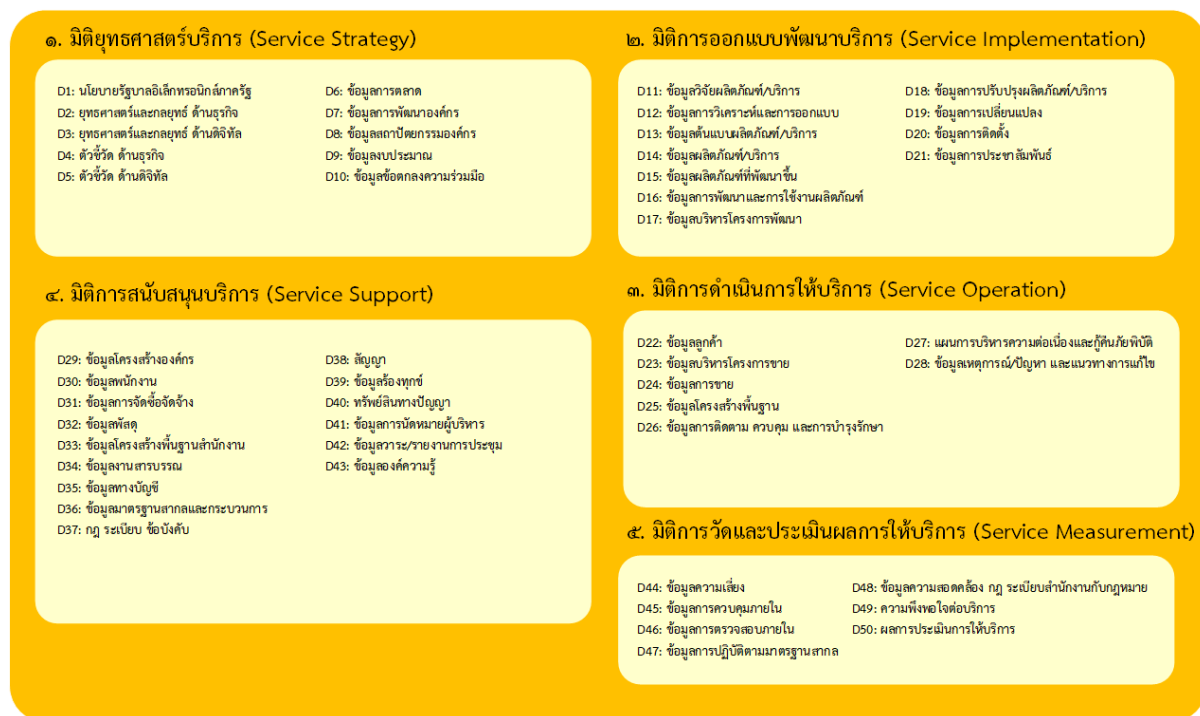 ๑. มิติยุทธศาสตร์บริการ (Service Strategy)
D1: นโยบายรัฐบาลอิเล็กทรอนิกส์ภาครัฐ
D2: ยุทธศาสตร์และกลยุทธ์ ด้านธุรกิจ
D3: ยุทธศาสตร์และกลยุทธ์ ด้านดิจิทัล
D4: ตัวชี้วัด ด้านธุรกิจ
D5: ตัวชี้วัด ด้านดิจิทัล
D6: ข้อมูลการตลาด
D7: ข้อมูลการพัฒนาองค์กร
D8: ข้อมูลสถาปัตยกรรมองค์กร
D9: ข้อมูลงบประมาณ
D10: ข้อมูลข้อตกลงความร่วมมือ
๒. มิติการออกแบบพัฒนาบริการ (Service Implementation)
D11: ข้อมูลวิจัยผลิตภัณฑ์/บริการ
D12: ข้อมูลการวิเคราะห์และการออกแบบ
D13: ข้อมูลต้นแบบผลิตภัณฑ์/บริการ
D14: ข้อมูลผลิตภัณฑ์/บริการ
D15: ข้อมูลผลิตภัณฑ์ที่พัฒนาขึ้น
D16: ข้อมูลการพัฒนาและการใช้งานผลิตภัณฑ์
D17: ข้อมูลบริหารโครงการพัฒนา
D18: ข้อมูลการปรับปรุงผลิตภัณฑ์/บริการ
D19: ข้อมูลการเปลี่ยนแปลง
D20: ข้อมูลการติดตั้ง
D21: ข้อมูลการประชาสัมพันธ์
๔. มิติการสนับสนุนบริการ (Service Support)
D29: ข้อมูลโครงสร้างองค์กร
D30: ข้อมูลพนักงาน
D31: ข้อมูลการจัดซื้อจัดจ้าง
D32: ข้อมูลพัสดุ
D33: ข้อมูลโครงสร้างพื้นฐานสำนักงาน
D34: ข้อมูลงานสารบรรณ
D35: ข้อมูลทางบัญชี
D36: ข้อมูลมาตรฐานสากลและกระบวนการ
D37: กฎ ระเบียบ ข้อบังคับ
D38: สัญญา
D39: ข้อมูลร้องทุกข์
D40: ทรัพย์สินทางปัญญา
D41: ข้อมูลการนัดหมายผู้บริหาร
D42: ข้อมูลวาระ/รายงานการประชุม
D43: ข้อมูลองค์ความรู้
๓. มิติการดำเนินการให้บริการ (Service Operation)
D22: ข้อมูลลูกค้า
D23: ข้อมูลบริหารโครงการขาย
D24: ข้อมูลการขาย
D25: ข้อมูลโครงสร้างพื้นฐาน
D26: ข้อมูลการติดตาม ควบคุม และการบำรุงรักษา
D27: แผนการบริหารความต่อเนื่องและกู้คืนภัยพิบัติ
D28: ข้อมูลเหตุการณ์/ปัญหา และแนวทางการแก้ไข
๕. มิติการวัดและประเมินผลการให้บริการ (Service Measurement)
D44: ข้อมูลความเสี่ยง
D45: ข้อมูลการควบคุมภายใน
D46: ข้อมูลการตรวจสอบภายใน
D47: ข้อมูลการปฏิบัติตามมาตรฐานสากล
D48: ข้อมูลความสอดคล้อง กฎ ระเบียบสำนักงานกับกฎหมาย
D49: ความพึงพอใจต่อบริการ
D50: ผลการประเมินการให้บริการ